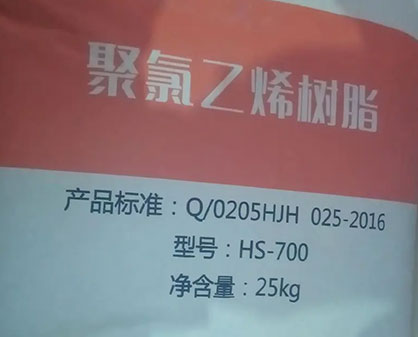 聚氯乙烯树脂
产品标准：Q/0205HJH 025-2016
型号：HS-700
净含量：25kg